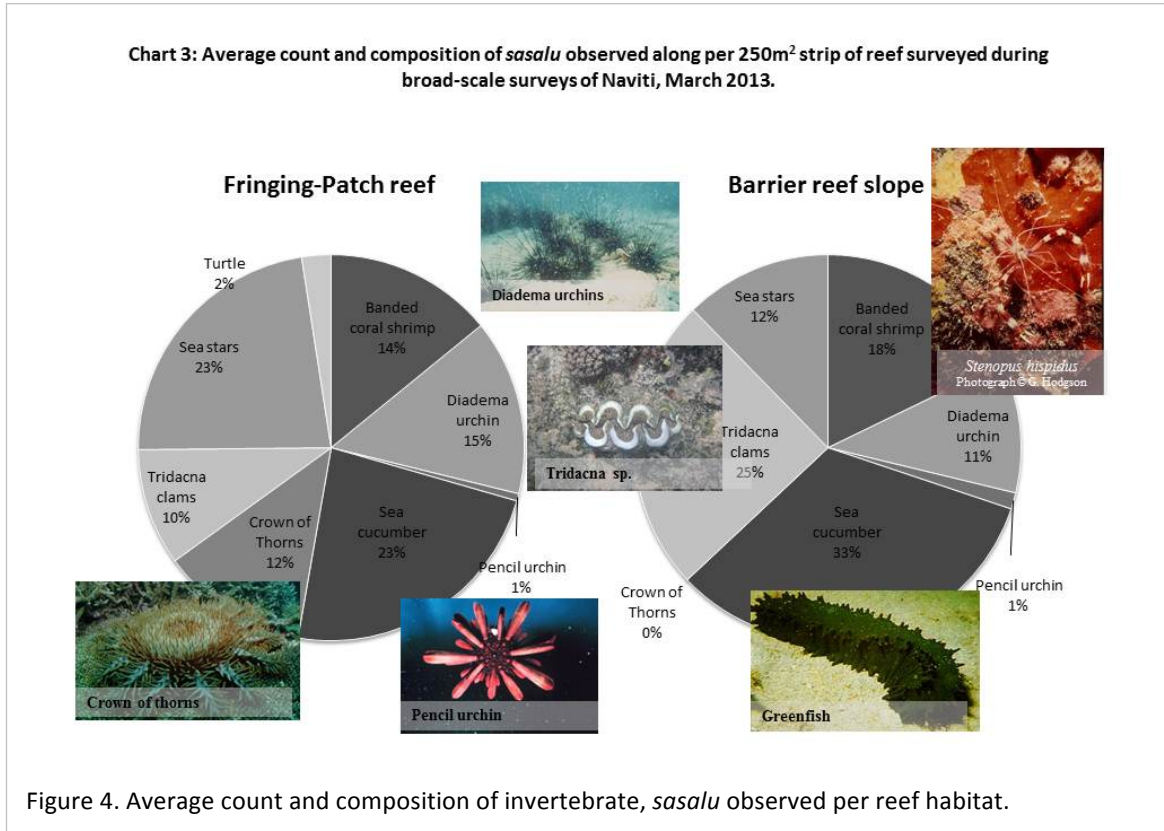 Chart 3: Average count and composition of sasalu observed along per 250m² strip of reef surveyed during
broad-scale surveys of Naviti, March 2013.
Fringing-Patch reef
Turtle
2%
Banded
coral shrimp
14%
Sea stars
23%
Diadema
urchin
15%
Tridacna
clams
10%
Crown of
Thorns
12%
Sea
cucumber
23%
Pencil urchin
1%
Diadema urchins
Tridacna sp.
Crown of thorns
Pencil urchin
Barrier reef slope
Sea stars
12%
Banded
coral shrimp
18%
Stenopus hispidus
Photograph © G. Hodgson
Diadema
urchin
11%
Tridacna
clams
25%
Sea
cucumber
33%
Pencil urchin
1%
Crown of
Thorns
0%
Greenfish
Figure 4. Average count and composition of invertebrate, sasalu observed per reef habitat.